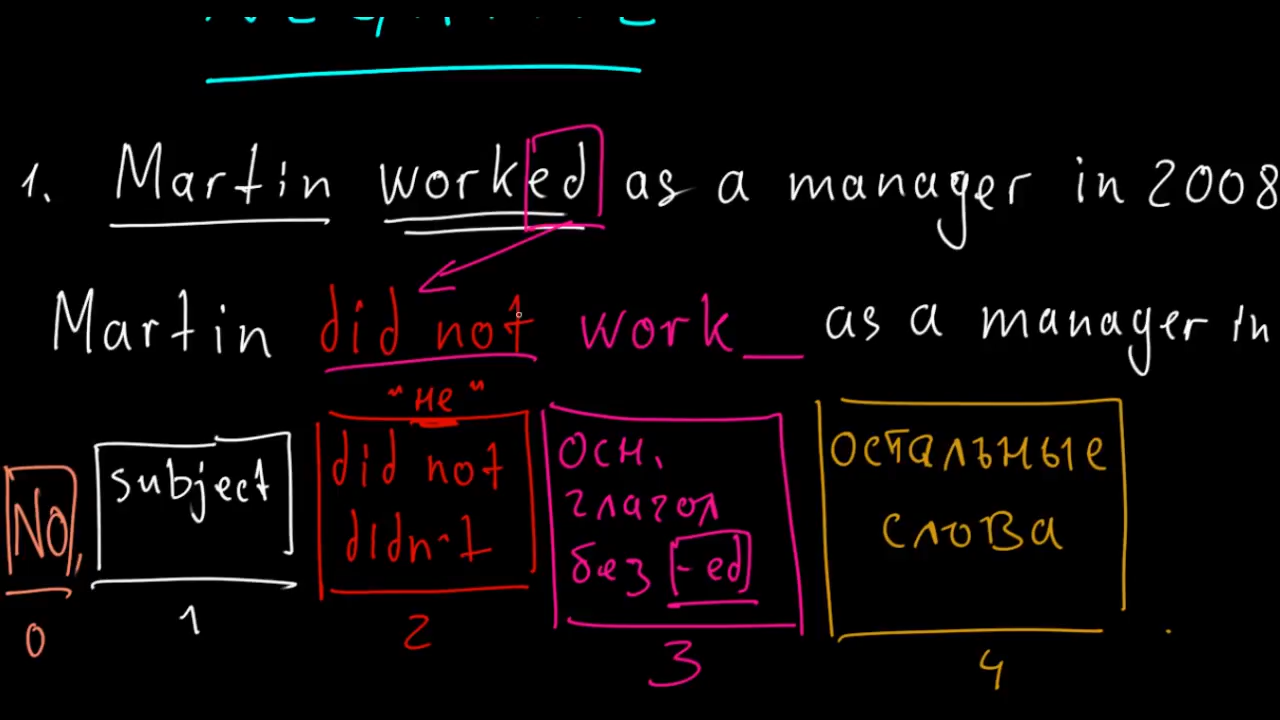 1. Martin worked as a manager in 2008
Martin did not work__ as a manager in
"не"
NO, subject did not осн. остальные
didn't глагол слова
без -ed
0 1 2 3 4